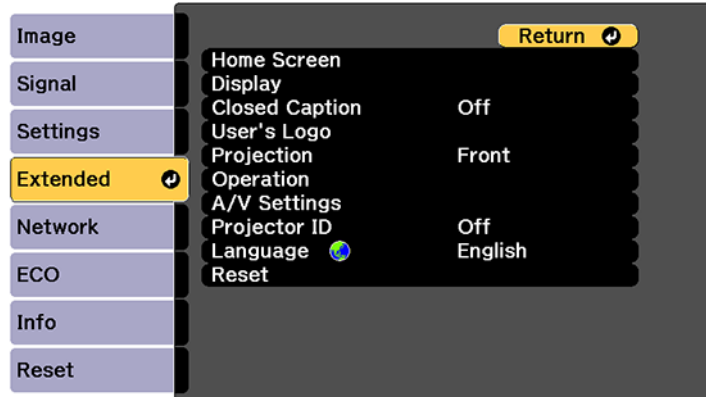 Image
Signal
Settings
Extended
Network
ECO
Info
Reset
Return
Home Screen
Display
Closed Caption Off
User's Logo
Projection Front
Operation
A/V Settings
Projector ID Off
Language English
Reset